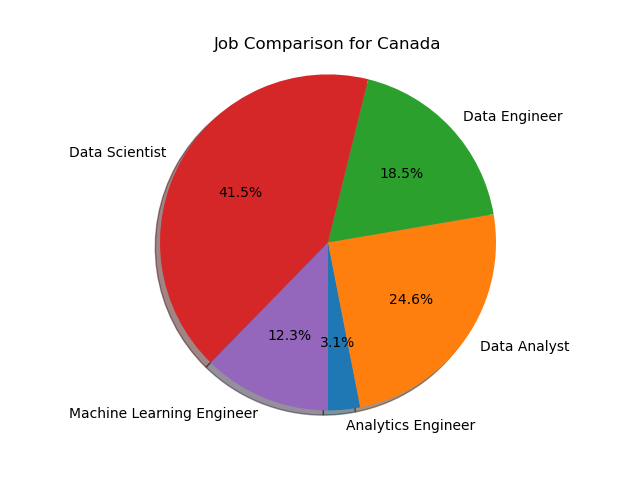 Job Comparison for Canada
Data Engineer
Data Scientist
18.5%
41.5%
24.6%
12.3%
3.1%
Data Analyst
Machine Learning Engineer
Analytics Engineer